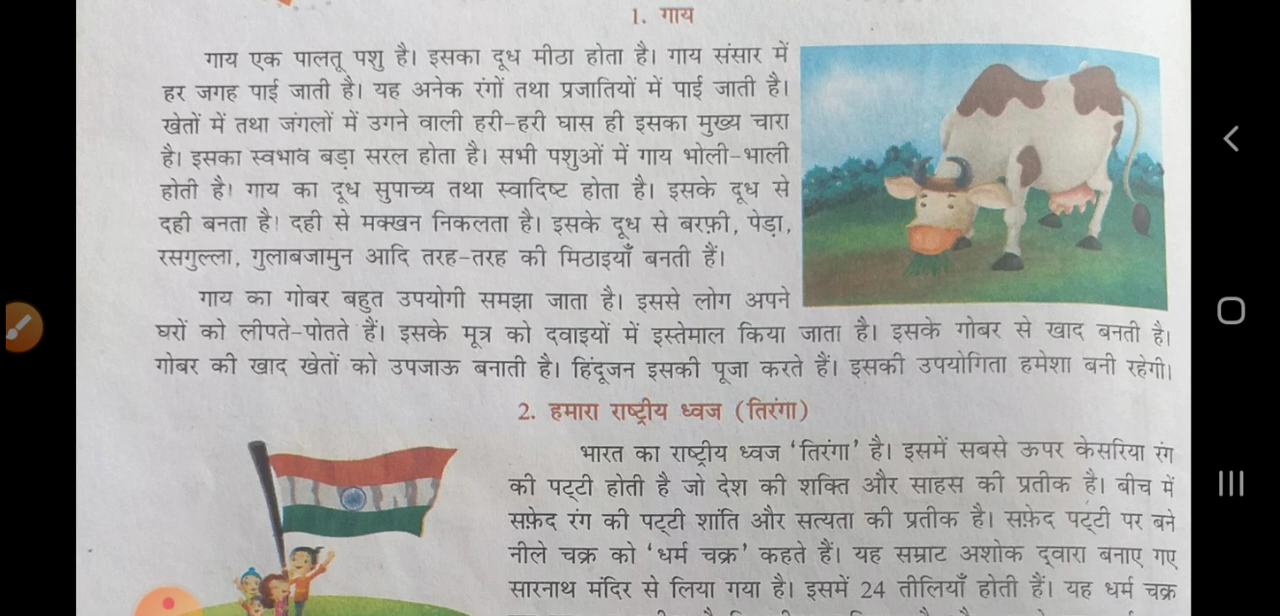 1. गाय
गाय एक पालतू पशु है। इसका दूध मीठा होता है। गाय संसार में
हर जगह पाई जाती है। यह अनेक रंगों तथा प्रजातियों में पाई जाती है।
खेतों में तथा जंगलों में उगने वाली हरी-हरी घास ही इसका मुख्य चारा
है। इसका स्वभाव बड़ा सरल होता है। सभी पशुओं में गाय भोली-भाली
होती है। गाय का दूध सुपाच्य तथा स्वादिष्ट होता है। इसके दूध से
दही बनता है। दही से मक्खन निकलता है। इसके दूध से बरफ़ी, पेड़ा,
रसगुल्ला, गुलाबजामुन आदि तरह-तरह की मिठाइयाँ बनती हैं।
गाय का गोबर बहुत उपयोगी समझा जाता है। इससे लोग अपने
घरों को लीपते-पोतते हैं। इसके मूत्र को दवाइयों में इस्तेमाल किया जाता है। इसके गोबर से खाद बनती है।
गोबर की खाद खेतों को उपजाऊ बनाती है। हिंदूजन इसकी पूजा करते हैं। इसकी उपयोगिता हमेशा बनी रहेगी।
2. हमारा राष्ट्रीय ध्वज (तिरंगा)
भारत का राष्ट्रीय ध्वज 'तिरंगा' है। इसमें सबसे ऊपर केसरिया रंग
की पट्टी होती है जो देश की शक्ति और साहस की प्रतीक है। बीच में
सफ़ेद रंग की पट्टी शांति और सत्यता की प्रतीक है। सफ़ेद पट्टी पर बने
नीले चक्र को 'धर्म चक्र' कहते हैं। यह सम्राट अशोक द्वारा बनाए गए
सारनाथ मंदिर से लिया गया है। इसमें 24 तीलियाँ होती हैं। यह धर्म चक्र